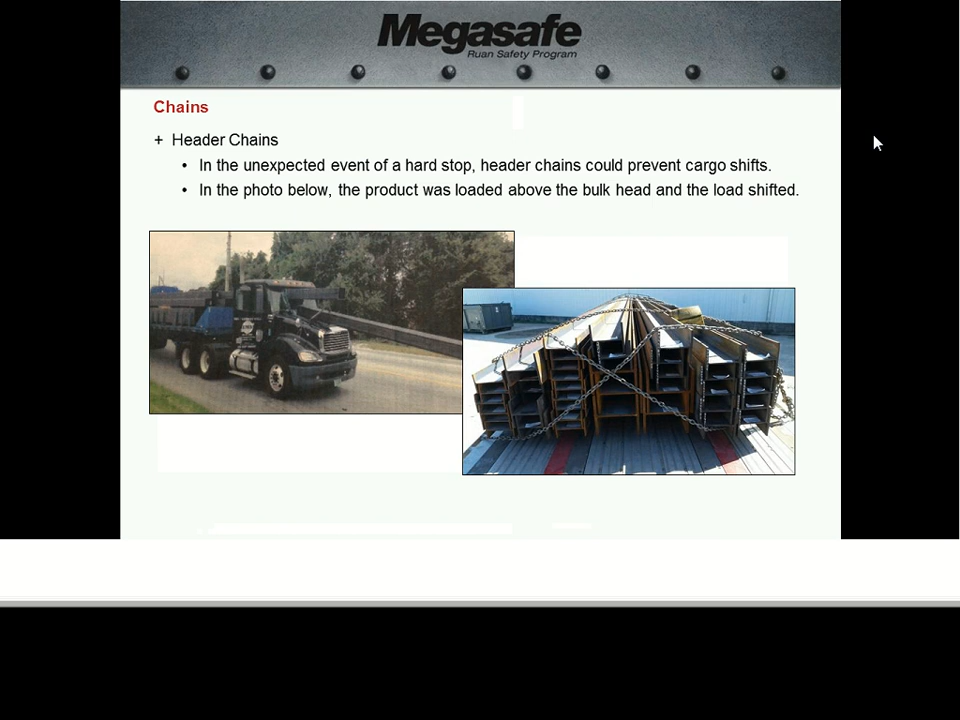 Megasafe
Ruan Safety Program
Chains
+ Header Chains
• In the unexpected event of a hard stop, header chains could prevent cargo shifts.
• In the photo below, the product was loaded above the bulk head and the load shifted.